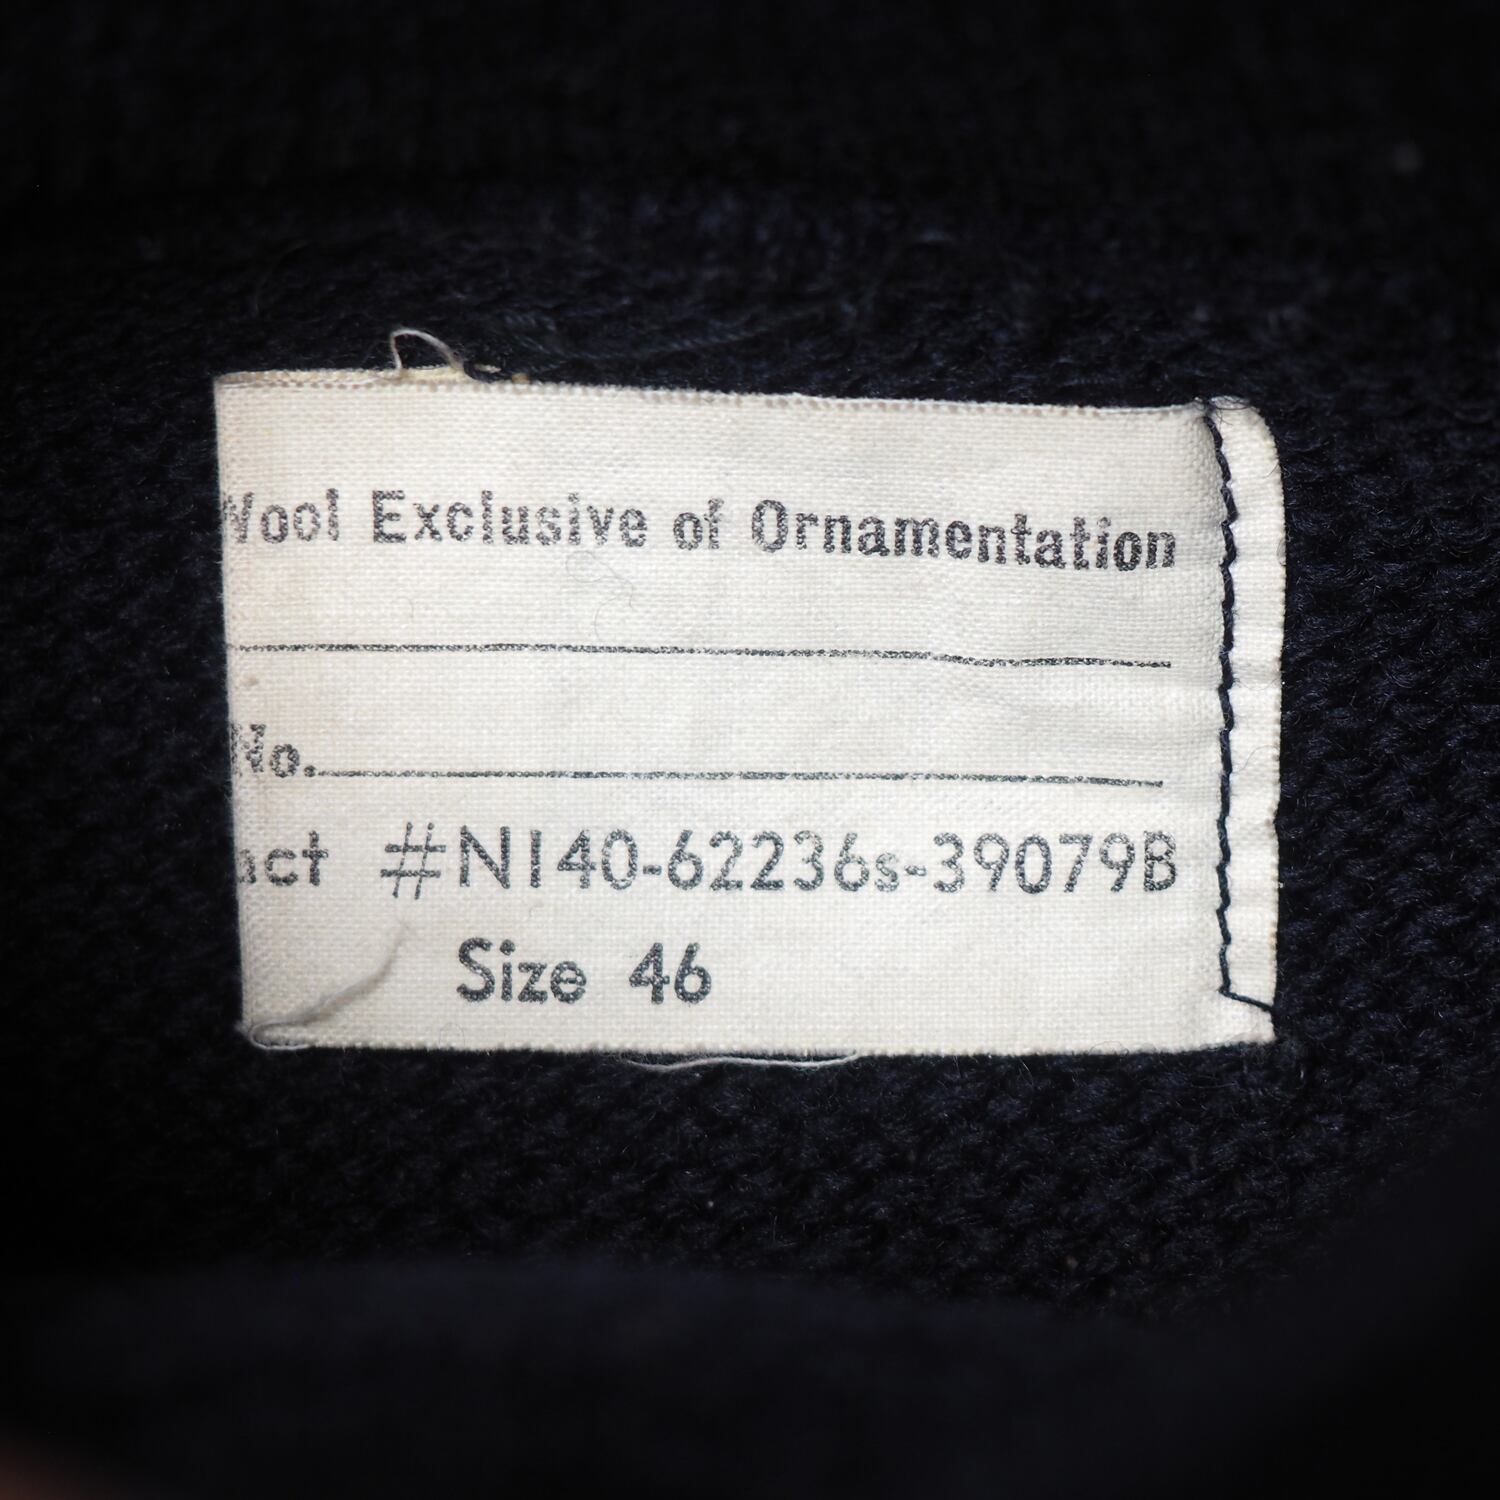 Wool Exclusive of Ornamentation
No.
act #N140-62236s-39079B
Size 46